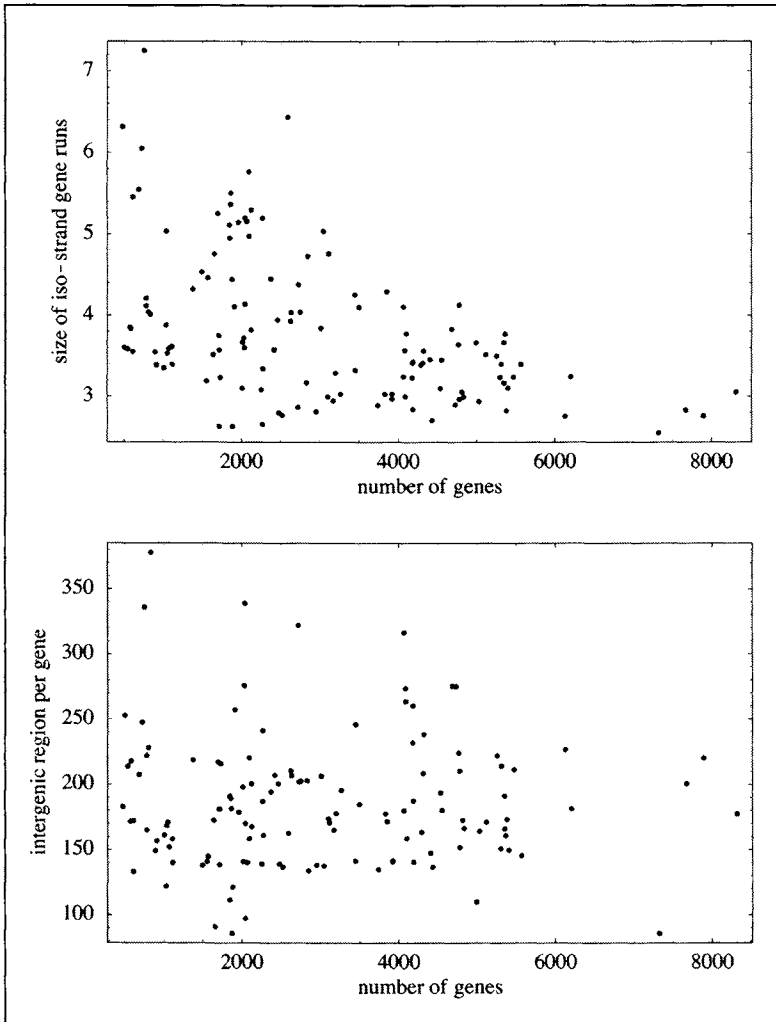 7
6
5
4
3
size of iso-strand gene runs
2000 4000 6000 8000
number of genes
350
300
250
200
150
100
intergenic region per gene
2000 4000 6000 8000
number of genes